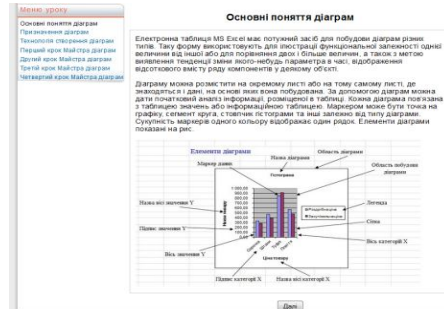 Меню уроку
Основні поняття діаграм
Призначення діаграм
Технологія створення діаграм
Перший крок Майстра діаграм
Другий крок Майстра діаграм
Третій крок Майстра діаграм
Четвертий крок Майстра діаграм
Основні поняття діаграм
Електронна таблиця MS Excel має потужний засіб для побудови діаграм різних
типів. Таку форму використовують для ілюстрації функціональної залежності однієї
величини від іншої або для порівняння двох і більше величин, а також з метою
виявлення тенденції зміни якого-небудь параметра в часі, відображення
відсоткового вмісту ряду компонентів у деякому об'єкті.
Діаграму можна розмістити на окремому листі або на тому самому листі, де
знаходяться і дані, на основі яких вона побудована. За допомогою діаграм можна
дати початковий аналіз інформації, розміщеної в таблиці. Кожна діаграма пов'язана
з таблицею значень або інформаційною таблицею. Маркером може бути точка на
графіку, сегмент круга, стовпчик гістограми та інші залежно від типу діаграми.
Сукупність маркерів одного кольору відображає один рядок. Елементи діаграми
показані на рис.
Елементи діаграми
Назва діаграми
Область діаграми
Маркер даних
Область побудови
діаграми
Гістограма
Назва вісі значення Y
Легенда
Підпис значення Y
Сітка
Вісь значення Y
Вісь категорій X
Підпис категорії X
Назва вісі категорій X
Далі